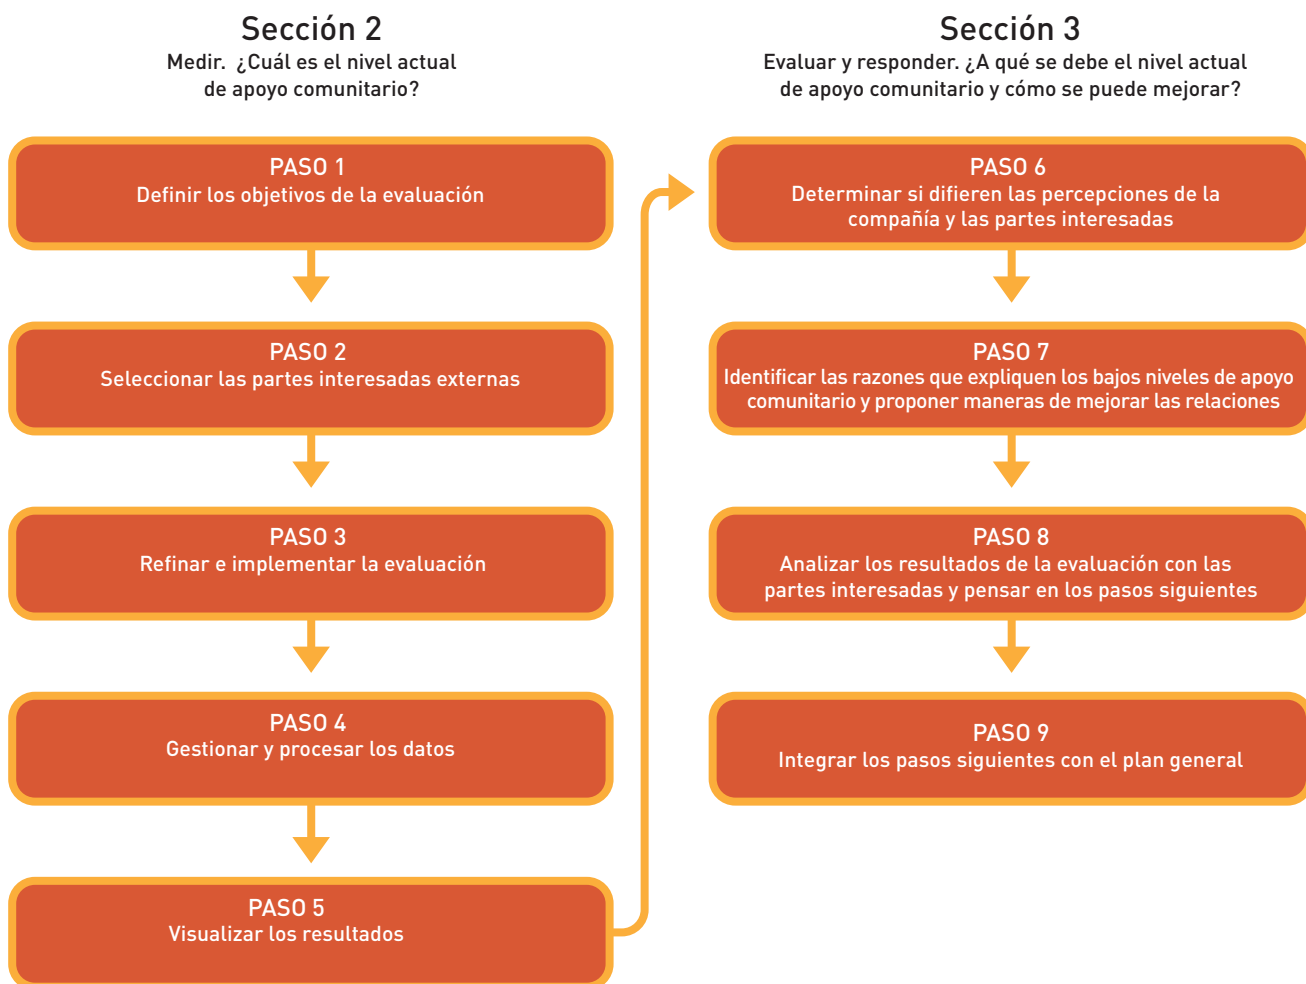 Sección 2
Medir. ¿Cuál es el nivel actual
de apoyo comunitario?
PASO 1
Definir los objetivos de la evaluación
PASO 2
Seleccionar las partes interesadas externas
PASO 3
Refinar e implementar la evaluación
PASO 4
Gestionar y procesar los datos
PASO 5
Visualizar los resultados
Sección 3
Evaluar y responder. ¿A qué se debe el nivel actual
de apoyo comunitario y cómo se puede mejorar?
PASO 6
Determinar si difieren las percepciones de la
compañía y las partes interesadas
PASO 7
Identificar las razones que expliquen los bajos niveles de apoyo
comunitario y proponer maneras de mejorar las relaciones
PASO 8
Analizar los resultados de la evaluación con las
partes interesadas y pensar en los pasos siguientes
PASO 9
Integrar los pasos siguientes con el plan general